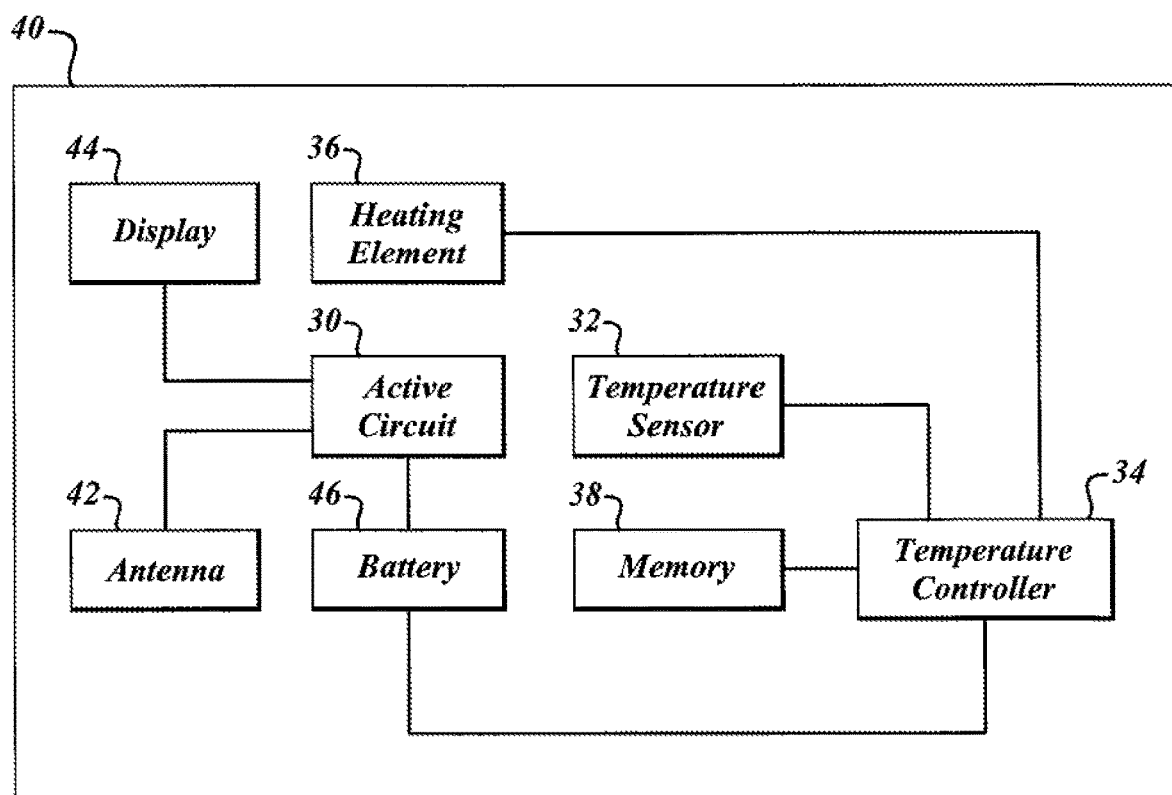 40
44
Display
36
Heating
Element
30
Active
Circuit
32
Temperature
Sensor
42
Antenna
46
Battery
38
Memory
34
Temperature
Controller